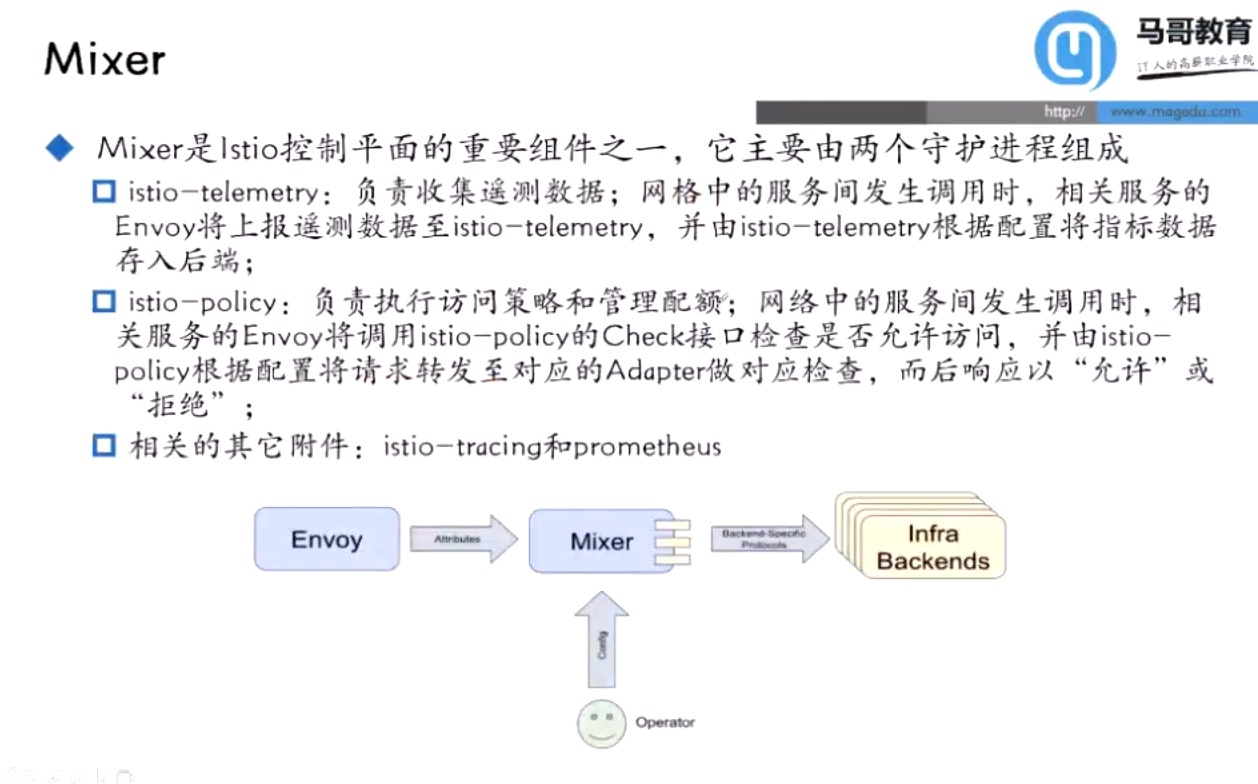 Mixer
马哥教育
IT人的高薪职业学院
http:// www.magedu.com
Mixer是Istio控制平面的重要组件之一，它主要由两个守护进程组成
istio-telemetry：负责收集遥测数据；网格中的服务间发生调用时，相关服务的
Envoy将上报遥测数据至istio-telemetry，并由istio-telemetry根据配置将指标数据
存入后端；
istio-policy：负责执行访问策略和管理配额；网络中的服务间发生调用时，相
关服务的Envoy将调用istio-policy的Check接口检查是否允许访问，并由istio-
policy根据配置将请求转发至对应的Adapter做对应检查，而后响应以“允许”或
“拒绝”；
相关的其它附件：istio-tracing和prometheus
Envoy
Attributes
Mixer
Backend-Specific
Protocols
Infra
Backends
Config
Operator